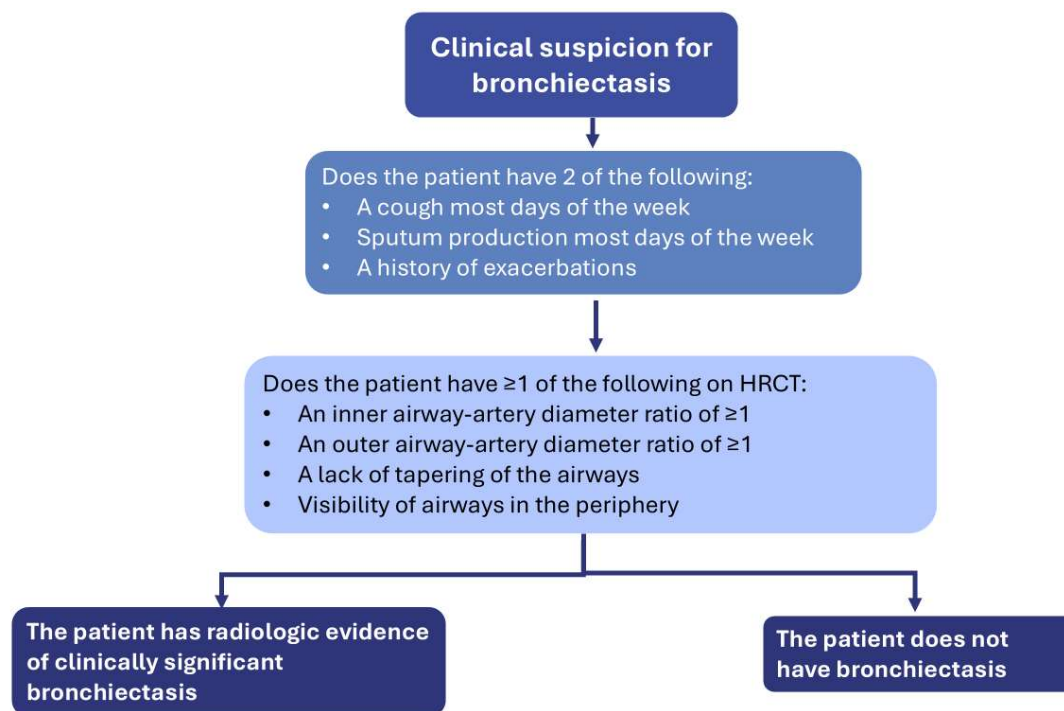 Clinical suspicion for
bronchiectasis
Does the patient have 2 of the following:
• A cough most days of the week
• Sputum production most days of the week
• A history of exacerbations
Does the patient have ≥1 of the following on HRCT:
• An inner airway-artery diameter ratio of ≥1
• An outer airway-artery diameter ratio of ≥1
• A lack of tapering of the airways
• Visibility of airways in the periphery
The patient has radiologic evidence
of clinically significant
bronchiectasis
The patient does not
have bronchiectasis